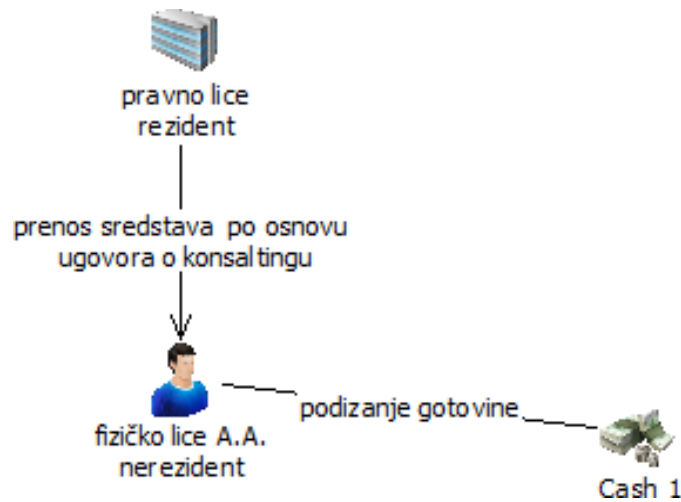 pravno lice
rezident
prenos sredstava po osnovu
ugovora o konsaltingu
fizičko lice A.A.
nerezident
podizanje gotovine
Cash 1